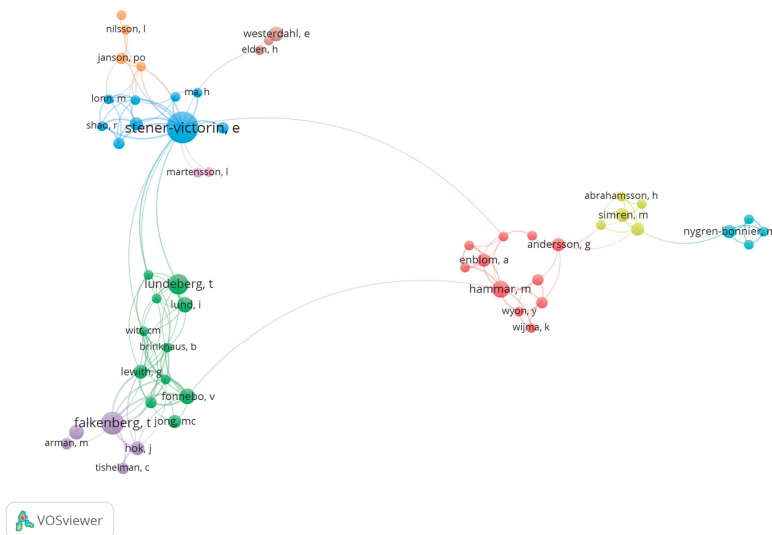 nilsson, l
westerdahl, e
elden, h
janson, po
ma, h
lonn, m
shao, r
stener-victorin, e
martensson, l
abrahamsson, h
simren, m
nygren-bonnier, m
andersson, g
enblom, a
hammar, m
wyon, y
wijma, k
lundeberg, t
lund, i
witt, cm
brinkhaus, b
lewith, g
fonnebo, v
falkenberg, t
jong, mc
arman, m
hok, j
tishelman, c
VOSviewer